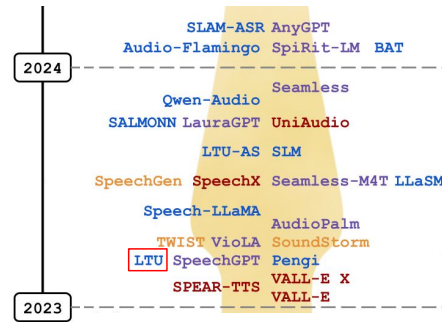 SLAM-ASR AnyGPT
Audio-Flamingo SpiRit-LM BAT
2024
Seamless
Qwen-Audio
SALMONN LauraGPT UniAudio
LTU-AS SLM
SpeechGen SpeechX Seamless-M4T LLaSM
Speech-LLaMA
AudioPalm
TWIST VioLA SoundStorm
LTU SpeechGPT Pengi
SPEAR-TTS VALL-E X
VALL-E
2023